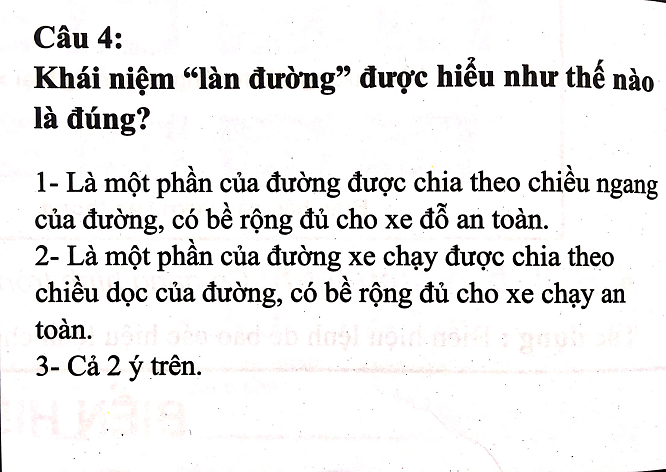 Câu 4:
Khái niệm “làn đường” được hiểu như thế nào
là đúng?
1- Là một phần của đường được chia theo chiều ngang
của đường, có bề rộng đủ cho xe đỗ an toàn.
2- Là một phần của đường xe chạy được chia theo
chiều dọc của đường, có bề rộng đủ cho xe chạy an
toàn.
3- Cả 2 ý trên.